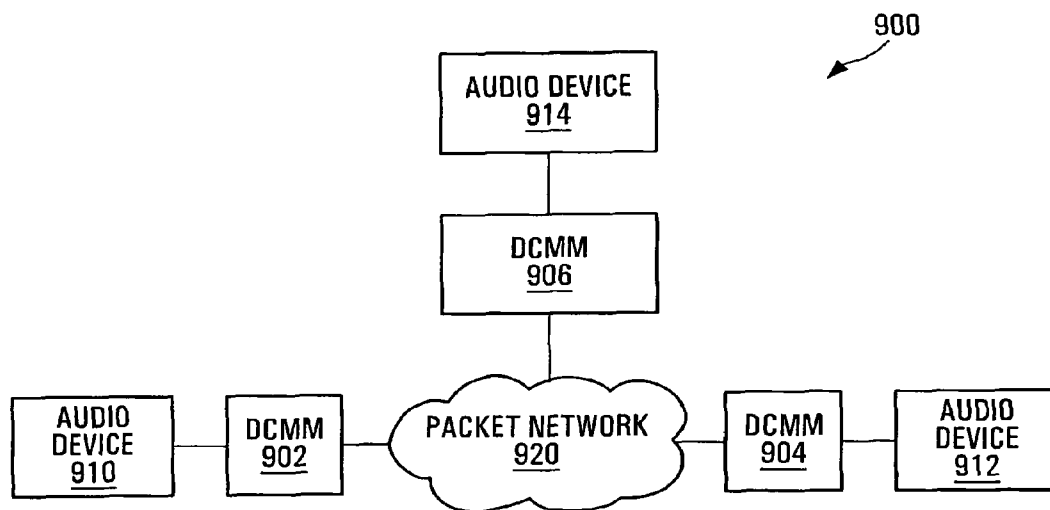 900
AUDIO DEVICE
914
DCMM
906
AUDIO
DEVICE
910
DCMM
902
PACKET NETWORK
920
DCMM
904
AUDIO
DEVICE
912